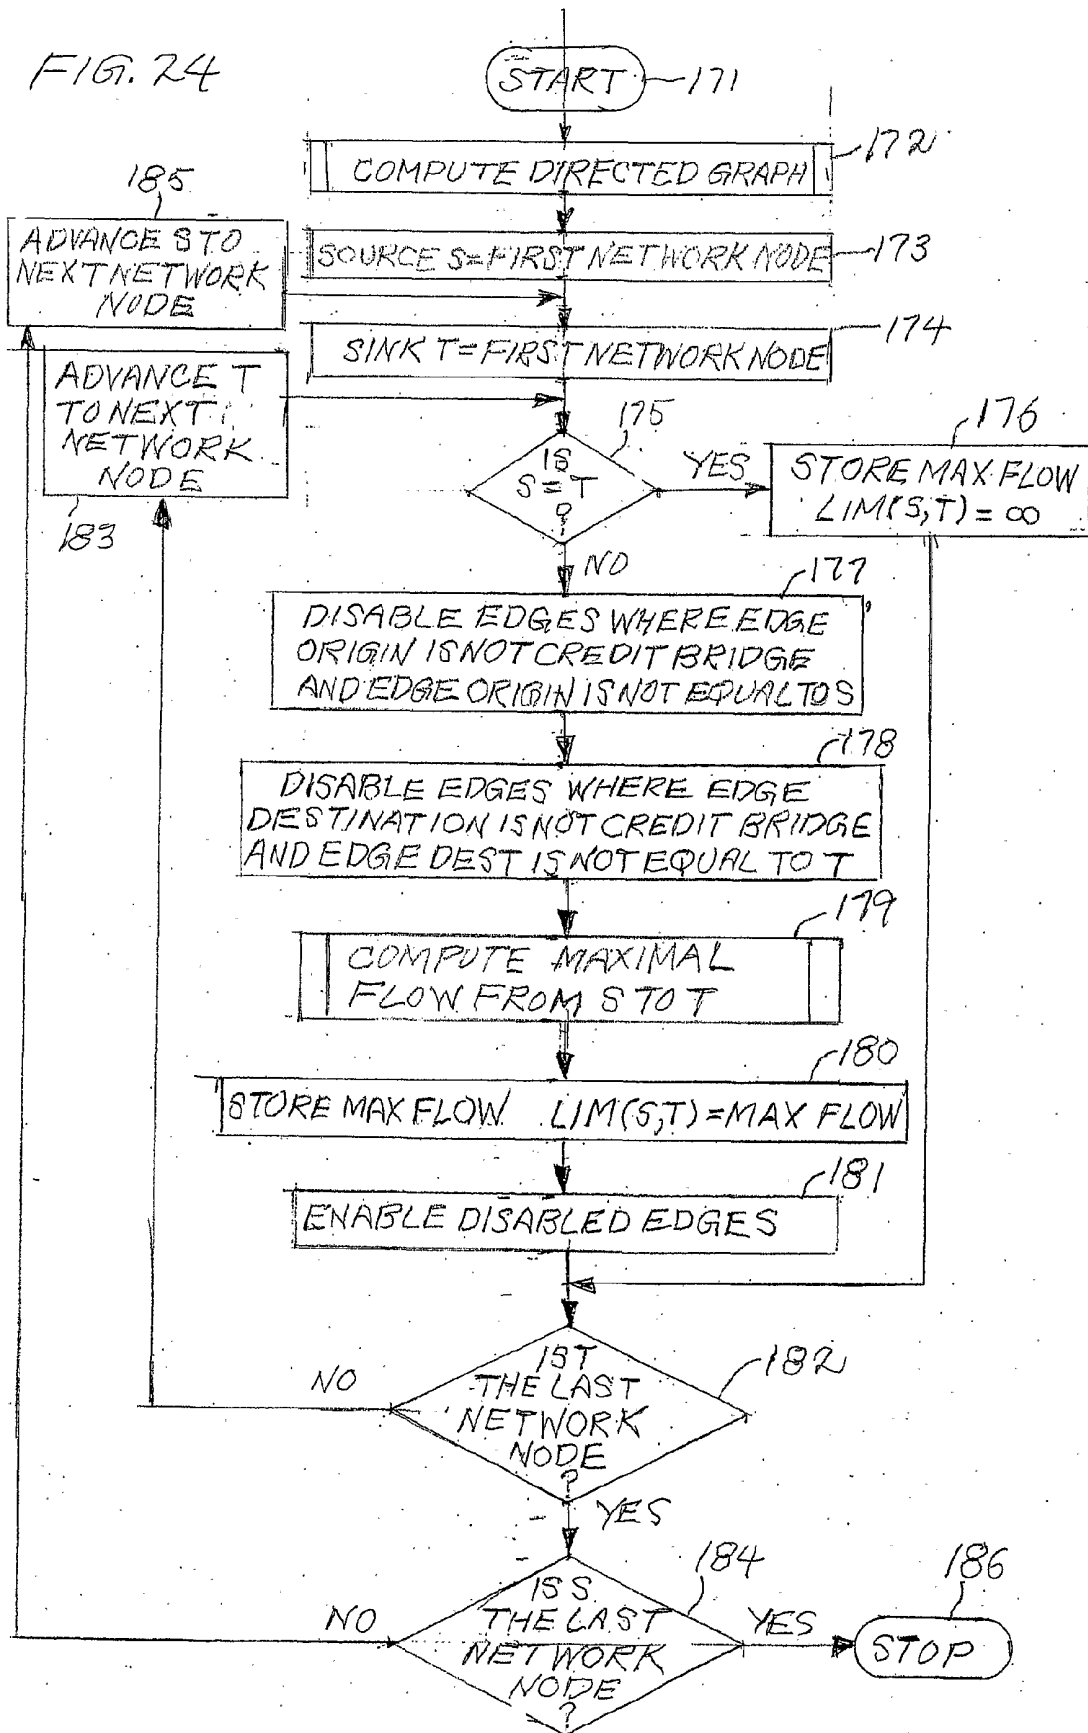 FIG. 24
START
171
COMPUTE DIRECTED GRAPH
172
185
ADVANCE S TO
NEXT NETWORK
NODE
SOURCE S=FIRST NETWORK NODE
173
SINK T=FIRST NETWORK NODE
174
ADVANCE T
TO NEXT
NETWORK
NODE
183
175
IS
S=T
?
YES
176
STORE MAX FLOW
LIM(S,T)=∞
NO
177
DISABLE EDGES WHERE EDGE
ORIGIN IS NOT CREDIT BRIDGE
AND EDGE ORIGIN IS NOT EQUAL TO S
178
DISABLE EDGES WHERE EDGE
DESTINATION IS NOT CREDIT BRIDGE
AND EDGE DEST IS NOT EQUAL TO T
179
COMPUTE MAXIMAL
FLOW FROM S TO T
180
STORE MAX FLOW LIM(S,T)=MAX FLOW
181
ENABLE DISABLED EDGES
182
IS T
THE LAST
NETWORK
NODE
?
NO
YES
184
IS S
THE LAST
NETWORK
NODE
?
NO
YES
186
STOP